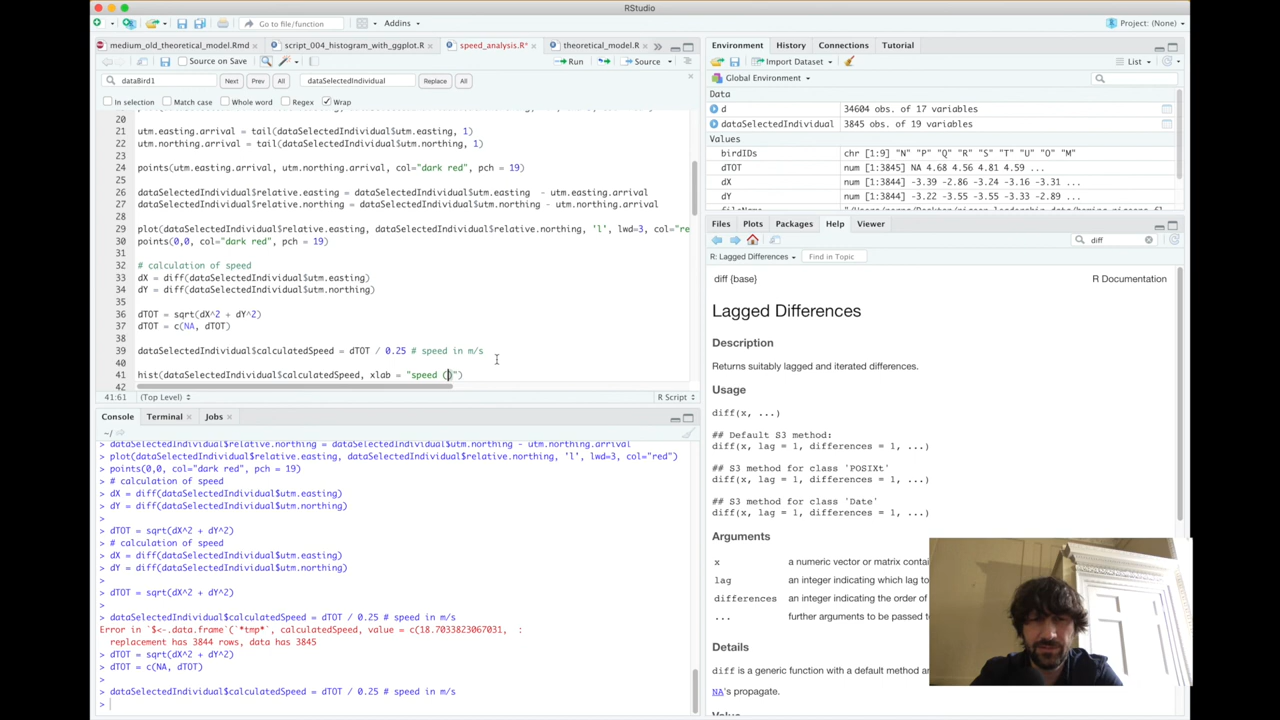 RStudio
Go to file/function
Addins
Project: (None)
medium_old_theoretical_model.Rmd
script_004_histogram_with_ggplot.R
speed_analysis.R*
theoretical_model.R
Source on Save
Run
Source
dataBird1
Next
Prev
All
dataSelectedIndividual
Replace
All
In selection
Match case
Whole word
Regex
Wrap
20
21 utm.easting.arrival = tail(dataSelectedIndividual$utm.easting, 1)
22 utm.northing.arrival = tail(dataSelectedIndividual$utm.northing, 1)
23
24 points(utm.easting.arrival, utm.northing.arrival, col="dark red", pch = 19)
25
26 dataSelectedIndividual$relative.easting = dataSelectedIndividual$utm.easting - utm.easting.arrival
27 dataSelectedIndividual$relative.northing = dataSelectedIndividual$utm.northing - utm.northing.arrival
28
29 plot(dataSelectedIndividual$relative.easting, dataSelectedIndividual$relative.northing, 'l', lwd=3, col="re
30 points(0,0, col="dark red", pch = 19)
31
32 # calculation of speed
33 dX = diff(dataSelectedIndividual$utm.easting)
34 dY = diff(dataSelectedIndividual$utm.northing)
35
36 dTOT = sqrt(dX^2 + dY^2)
37 dTOT = c(NA, dTOT)
38
39 dataSelectedIndividual$calculatedSpeed = dTOT / 0.25 # speed in m/s
40
41 hist(dataSelectedIndividual$calculatedSpeed, xlab = "speed ()")
42
41:61
(Top Level)
R Script
Console
Terminal
Jobs
~/
> dataSelectedIndividual$relative.northing = dataSelectedIndividual$utm.northing - utm.northing.arrival
> plot(dataSelectedIndividual$relative.easting, dataSelectedIndividual$relative.northing, 'l', lwd=3, col="red")
> points(0,0, col="dark red", pch = 19)
> # calculation of speed
> dX = diff(dataSelectedIndividual$utm.easting)
> dY = diff(dataSelectedIndividual$utm.northing)
>
> dTOT = sqrt(dX^2 + dY^2)
> # calculation of speed
> dX = diff(dataSelectedIndividual$utm.easting)
> dY = diff(dataSelectedIndividual$utm.northing)
>
> dTOT = sqrt(dX^2 + dY^2)
>
> dataSelectedIndividual$calculatedSpeed = dTOT / 0.25 # speed in m/s
Error in `$<-.data.frame`(`*tmp*`, calculatedSpeed, value = c(18.7033823067031, :
replacement has 3844 rows, data has 3845
> dTOT = sqrt(dX^2 + dY^2)
> dTOT = c(NA, dTOT)
>
> dataSelectedIndividual$calculatedSpeed = dTOT / 0.25 # speed in m/s
>
Environment
History
Connections
Tutorial
Import Dataset
List
Global Environment
Data
d 34604 obs. of 17 variables
dataSelectedIndividual 3845 obs. of 19 variables
Values
birdIDs chr [1:9] "N" "P" "Q" "R" "S" "T" "U" "O" "M"
dTOT num [1:3845] NA 4.68 4.56 4.81 4.59 ...
dX num [1:3844] -3.39 -2.86 -3.24 -3.16 -3.31 ...
dY num [1:3844] -3.22 -3.55 -3.55 -3.33 -2.89 ...
Files
Plots
Packages
Help
Viewer
diff
R: Lagged Differences
Find in Topic
diff {base}
R Documentation
Lagged Differences
Description
Returns suitably lagged and iterated differences.
Usage
diff(x, ...)
## Default S3 method:
diff(x, lag = 1, differences = 1, ...)
## S3 method for class 'POSIXt'
diff(x, lag = 1, differences = 1, ...)
## S3 method for class 'Date'
diff(x, lag = 1, differences = 1, ...)
Arguments
x a numeric vector or matrix contai
lag an integer indicating which lag to
differences an integer indicating the order of
... further arguments to be passed to
Details
diff is a generic function with a default method a
NA's propagate.